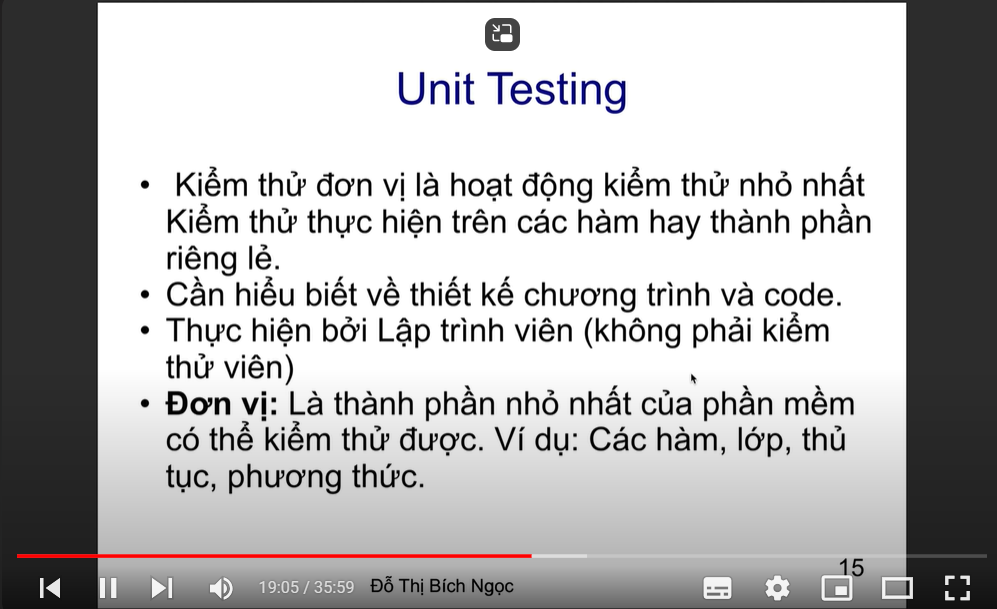 Unit Testing
• Kiểm thử đơn vị là hoạt động kiểm thử nhỏ nhất
Kiểm thử thực hiện trên các hàm hay thành phần
riêng lẻ.
• Cần hiểu biết về thiết kế chương trình và code.
• Thực hiện bởi Lập trình viên (không phải kiểm
thử viên)
• Đơn vị: Là thành phần nhỏ nhất của phần mềm
có thể kiểm thử được. Ví dụ: Các hàm, lớp, thủ
tục, phương thức.
15
19:05 / 35:59 Đỗ Thị Bích Ngọc